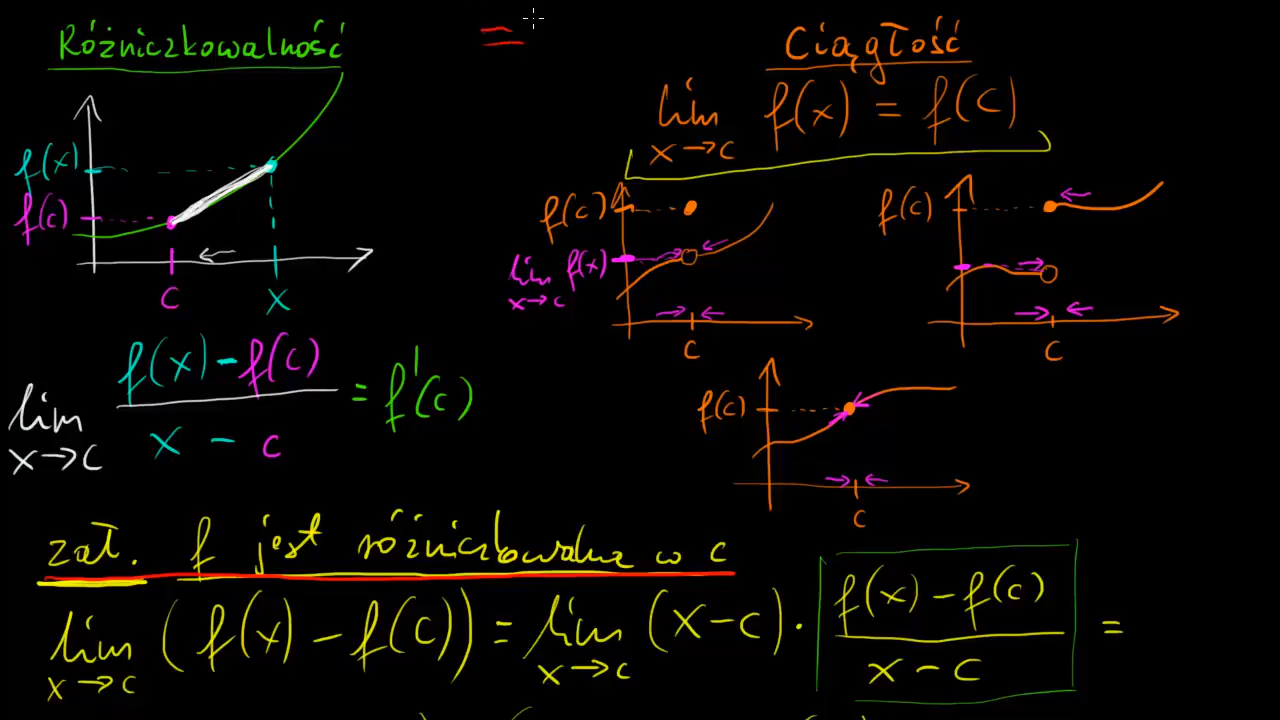 Różniczkowalność
=
Ciągłość
lim x→c f(x) = f(c)
f(x)
f(c)
c x
lim x→c (f(x) - f(c)) / (x - c) = f'(c)
f(c)
lim x→c f(x)
c
f(c)
c
f(c)
c
zał. f jest różniczkowalna w c
lim x→c (f(x) - f(c)) = lim x→c (x-c) · (f(x) - f(c)) / (x - c) =